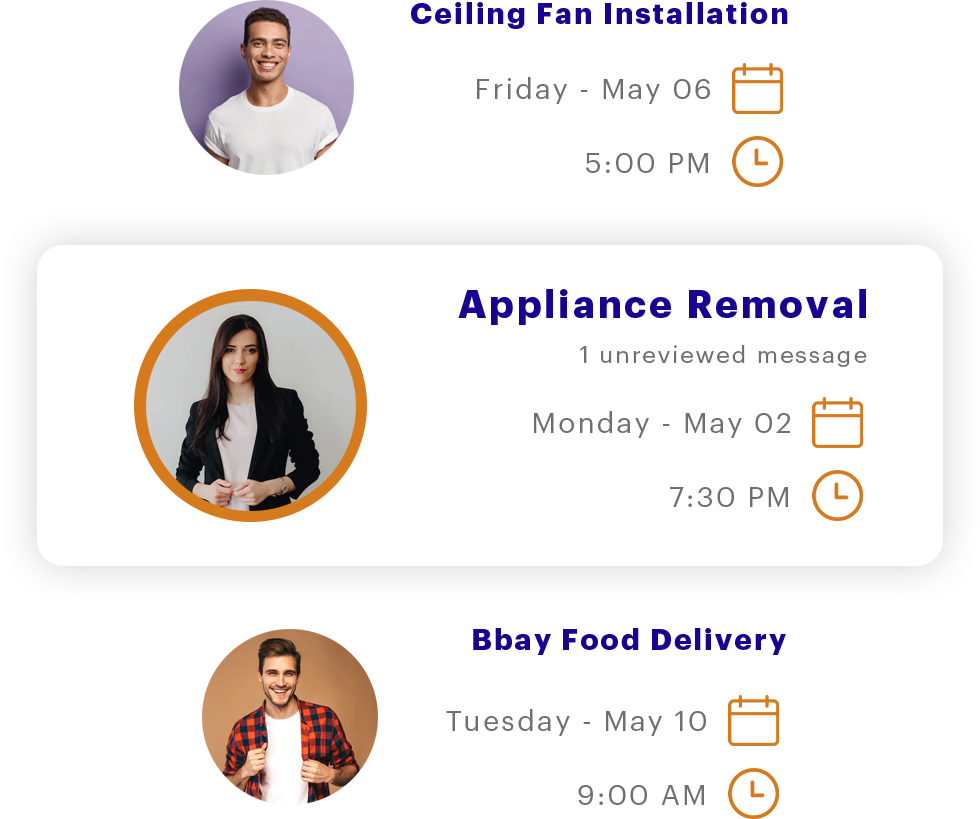 Ceiling Fan Installation
Friday - May 06
5:00 PM
Appliance Removal
1 unreviewed message
Monday - May 02
7:30 PM
Bbay Food Delivery
Tuesday - May 10
9:00 AM